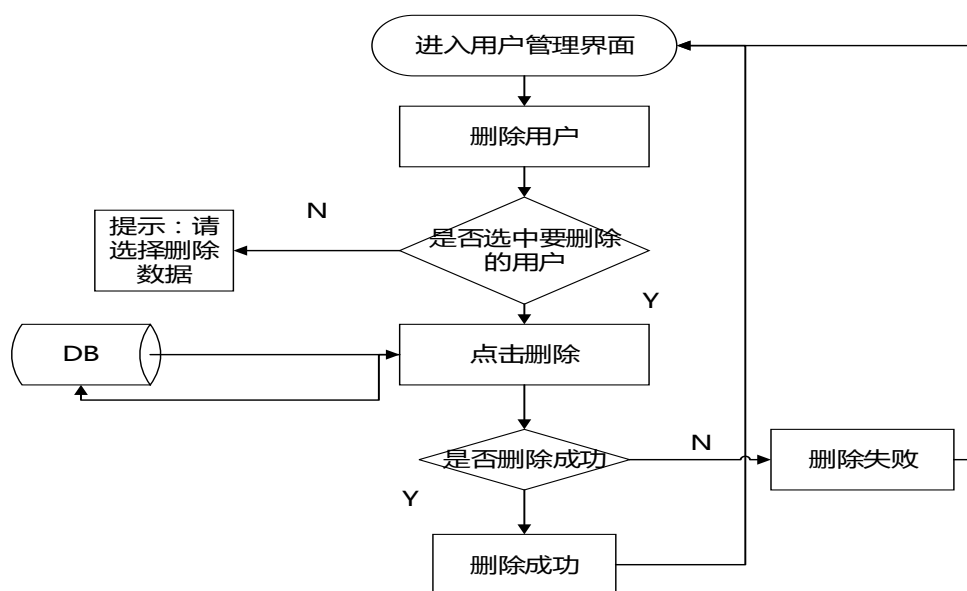 进入用户管理界面
删除用户
N
提示：请
选择删除
数据
是否选中要删除
的用户
Y
DB
点击删除
是否删除成功
N
删除失败
Y
删除成功